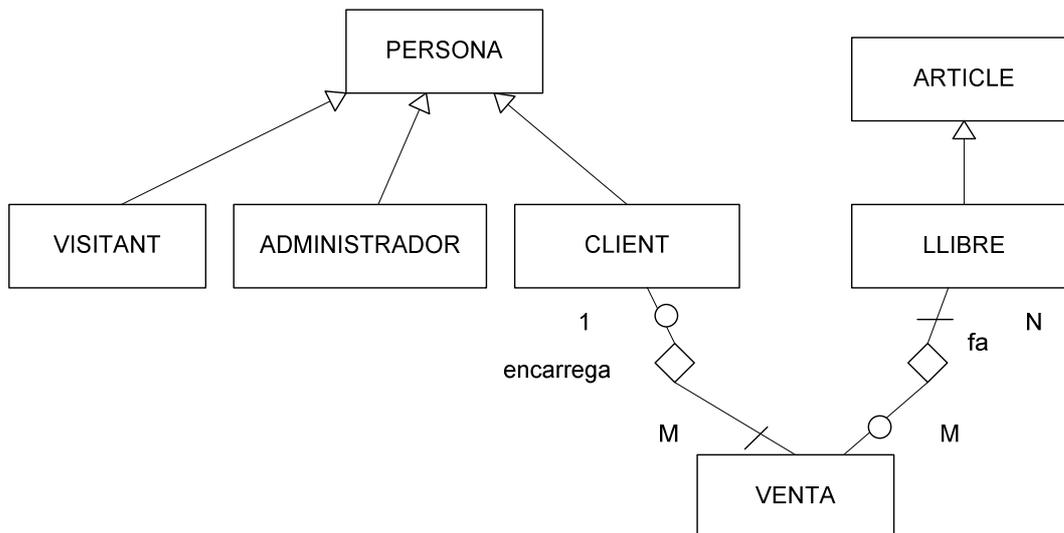 PERSONA
ARTICLE
VISITANT
ADMINISTRADOR
CLIENT
LLIBRE
1
N
fa
encarrega
M
M
VENTA